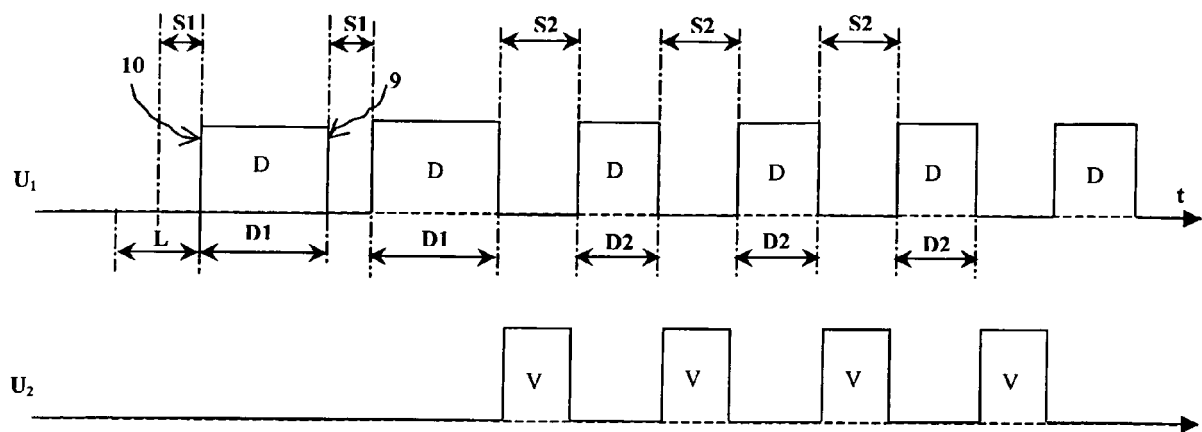 S1 S1 S2 S2 S2
10 9
D D D D D D
U₁ t
L D1 D1 D2 D2 D2
V V V V
U₂